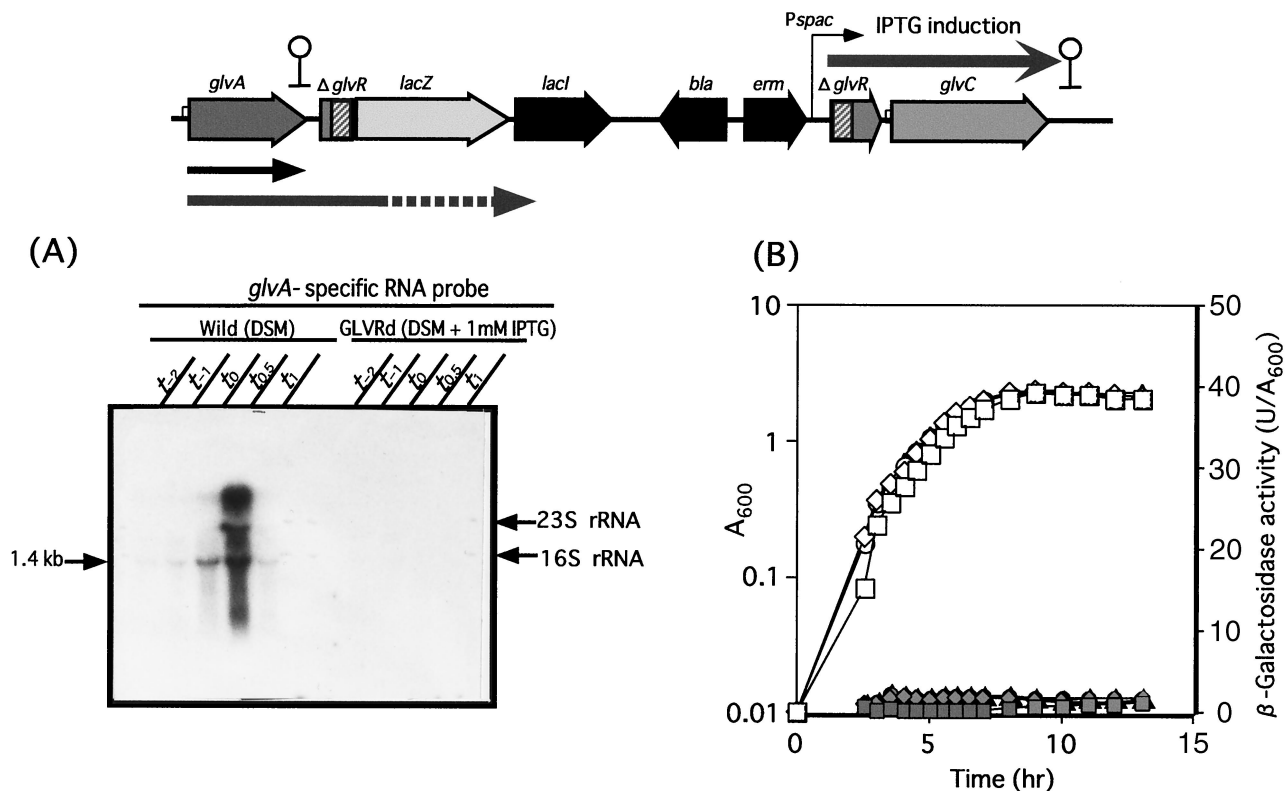 Pspac IPTG induction
glvA Δ glvR lacZ lacI bla erm Δ glvR glvC
(A)
glvA- specific RNA probe
Wild (DSM) GLVRd (DSM + 1mM IPTG)
t-2 t-1 t0 t0.5 t1 t-2 t-1 t0 t0.5 t1
23S rRNA
1.4 kb 16S rRNA
(B)
10 50
40
1 30
A600
20
0.1
10
0.01 0
β-Galactosidase activity (U/A600)
0 5 10 15
Time (hr)